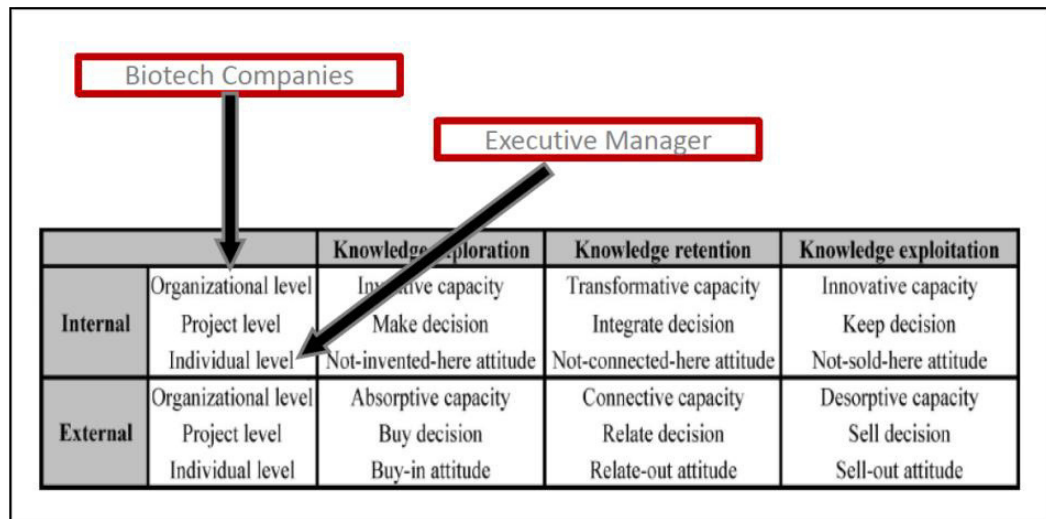 Biotech Companies
Executive Manager
Knowledge exploration Knowledge retention Knowledge exploitation
Internal
Organizational level Inventive capacity Transformative capacity Innovative capacity
Project level Make decision Integrate decision Keep decision
Individual level Not-invented-here attitude Not-connected-here attitude Not-sold-here attitude
External
Organizational level Absorptive capacity Connective capacity Desorptive capacity
Project level Buy decision Relate decision Sell decision
Individual level Buy-in attitude Relate-out attitude Sell-out attitude